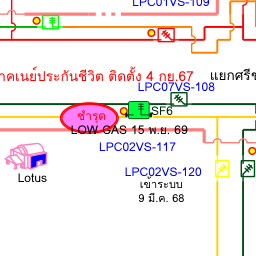 LPC01VS-109
าคเนย์ประกันชีวิต ติดตั้ง 4 กย.67
แยกศรีช
LPC07VS-108
ชำรุด
SF6
LOW GAS 15 พ.ย. 69
LPC02VS-117
Lotus
LPC02VS-120
เข้าระบบ
9 มี.ค. 68